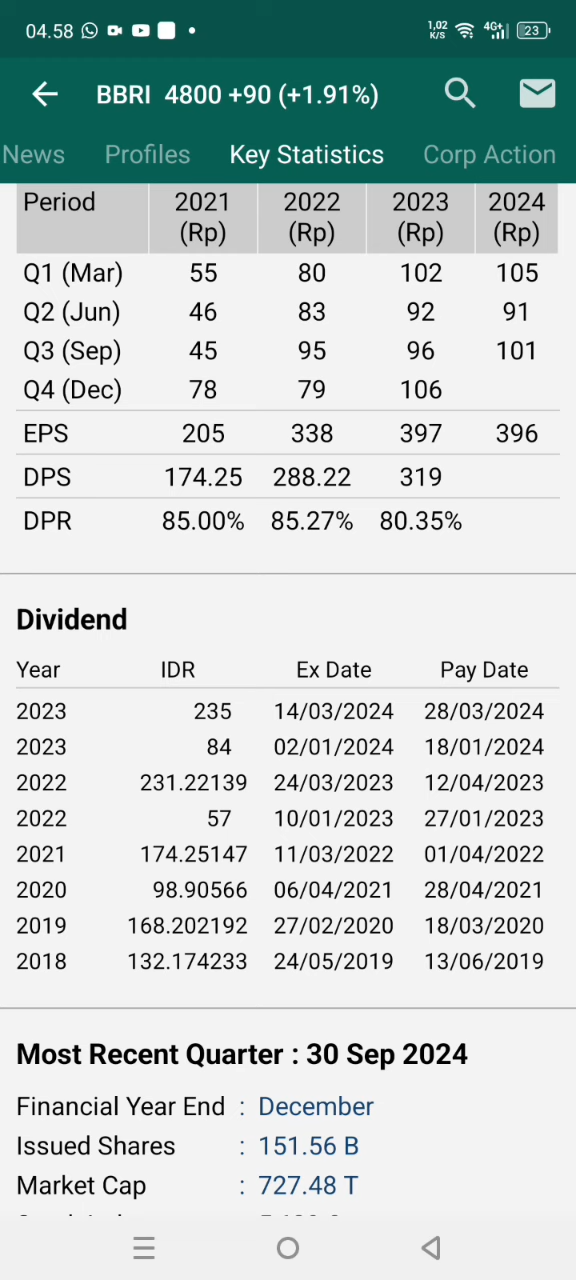 04.58 1,02 K/S 4G+ 23
BBRI 4800 +90 (+1.91%)
News Profiles Key Statistics Corp Action
Period 2021 (Rp) 2022 (Rp) 2023 (Rp) 2024 (Rp)
Q1 (Mar) 55 80 102 105
Q2 (Jun) 46 83 92 91
Q3 (Sep) 45 95 96 101
Q4 (Dec) 78 79 106
EPS 205 338 397 396
DPS 174.25 288.22 319
DPR 85.00% 85.27% 80.35%
Dividend
Year IDR Ex Date Pay Date
2023 235 14/03/2024 28/03/2024
2023 84 02/01/2024 18/01/2024
2022 231.22139 24/03/2023 12/04/2023
2022 57 10/01/2023 27/01/2023
2021 174.25147 11/03/2022 01/04/2022
2020 98.90566 06/04/2021 28/04/2021
2019 168.202192 27/02/2020 18/03/2020
2018 132.174233 24/05/2019 13/06/2019
Most Recent Quarter : 30 Sep 2024
Financial Year End : December
Issued Shares : 151.56 B
Market Cap : 727.48 T